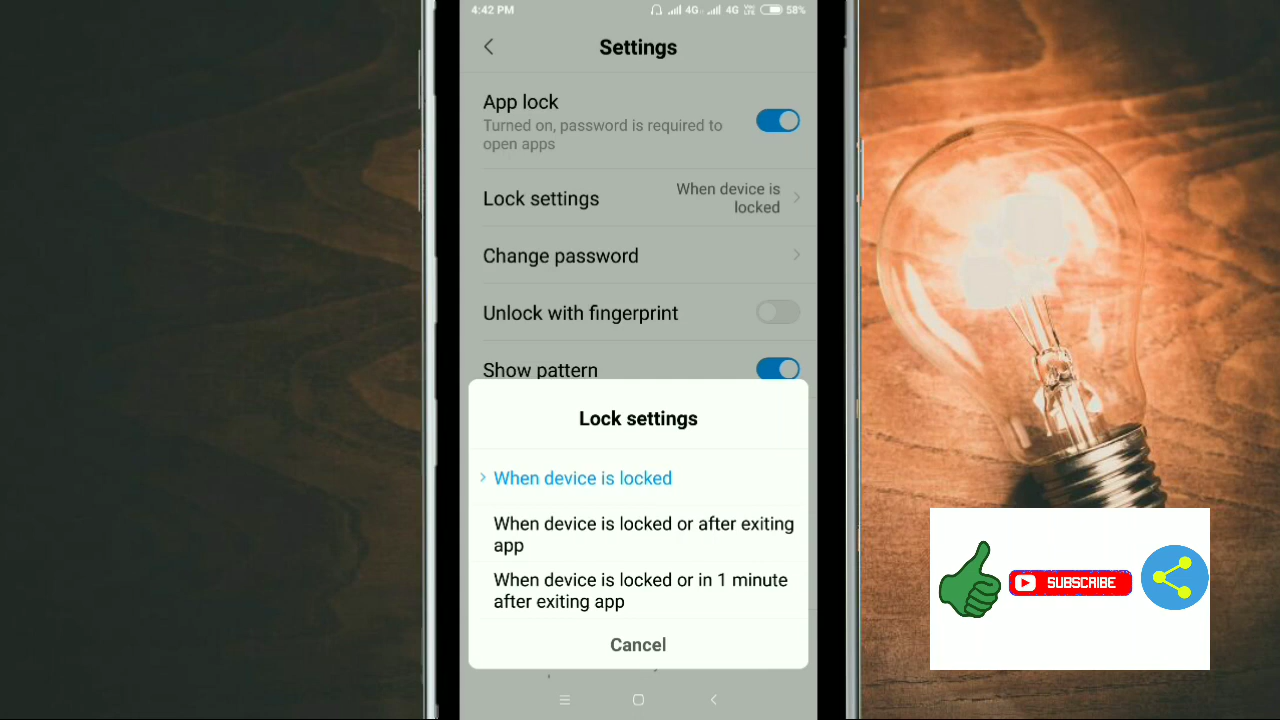 4:42 PM 4G 4G VoLTE 58%
Settings
App lock
Turned on, password is required to
open apps
Lock settings
When device is
locked
Change password
Unlock with fingerprint
Show pattern
Lock settings
When device is locked
When device is locked or after exiting
app
When device is locked or in 1 minute
after exiting app
Cancel
SUBSCRIBE